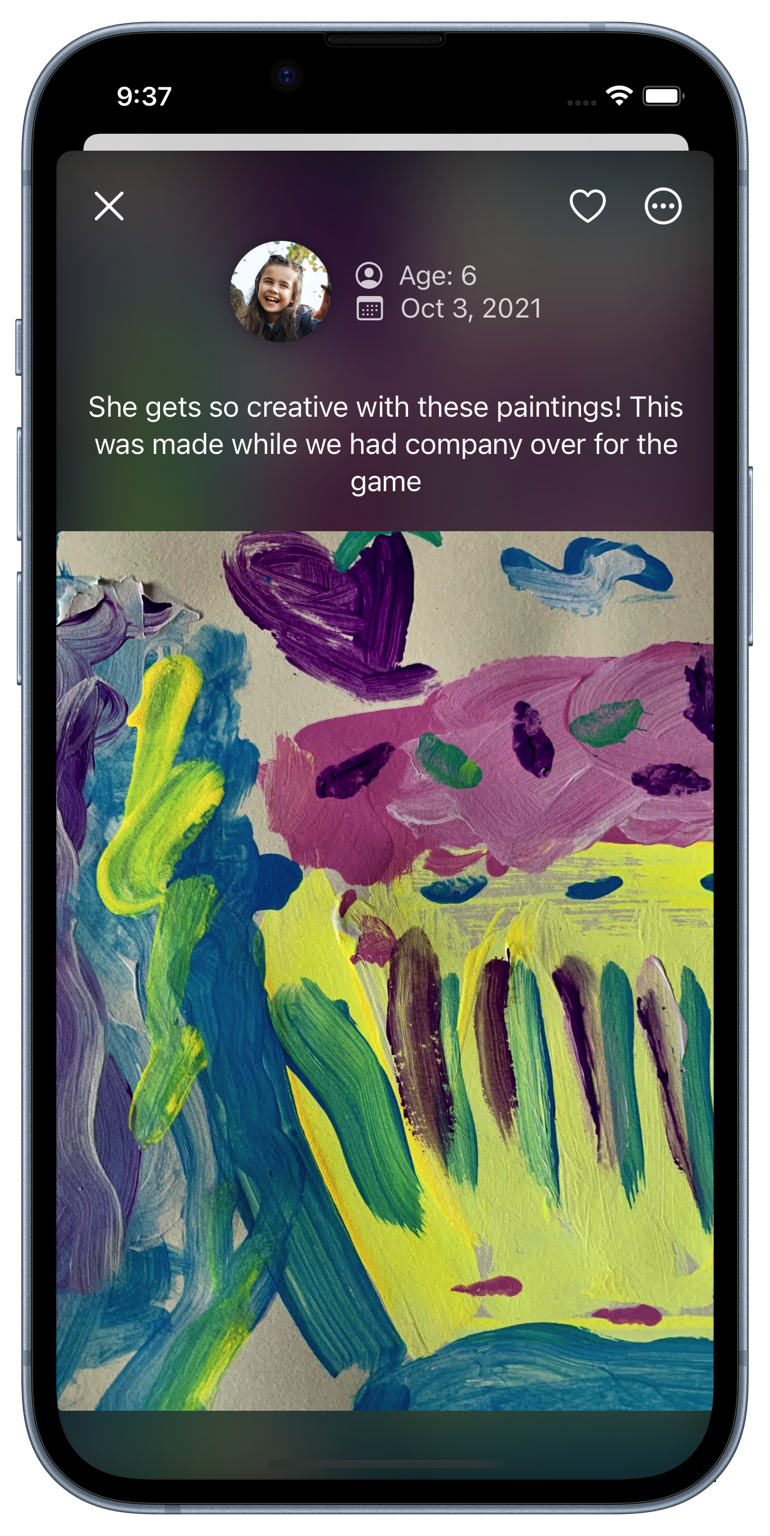 9:37
Age: 6
Oct 3, 2021
She gets so creative with these paintings! This
was made while we had company over for the
game